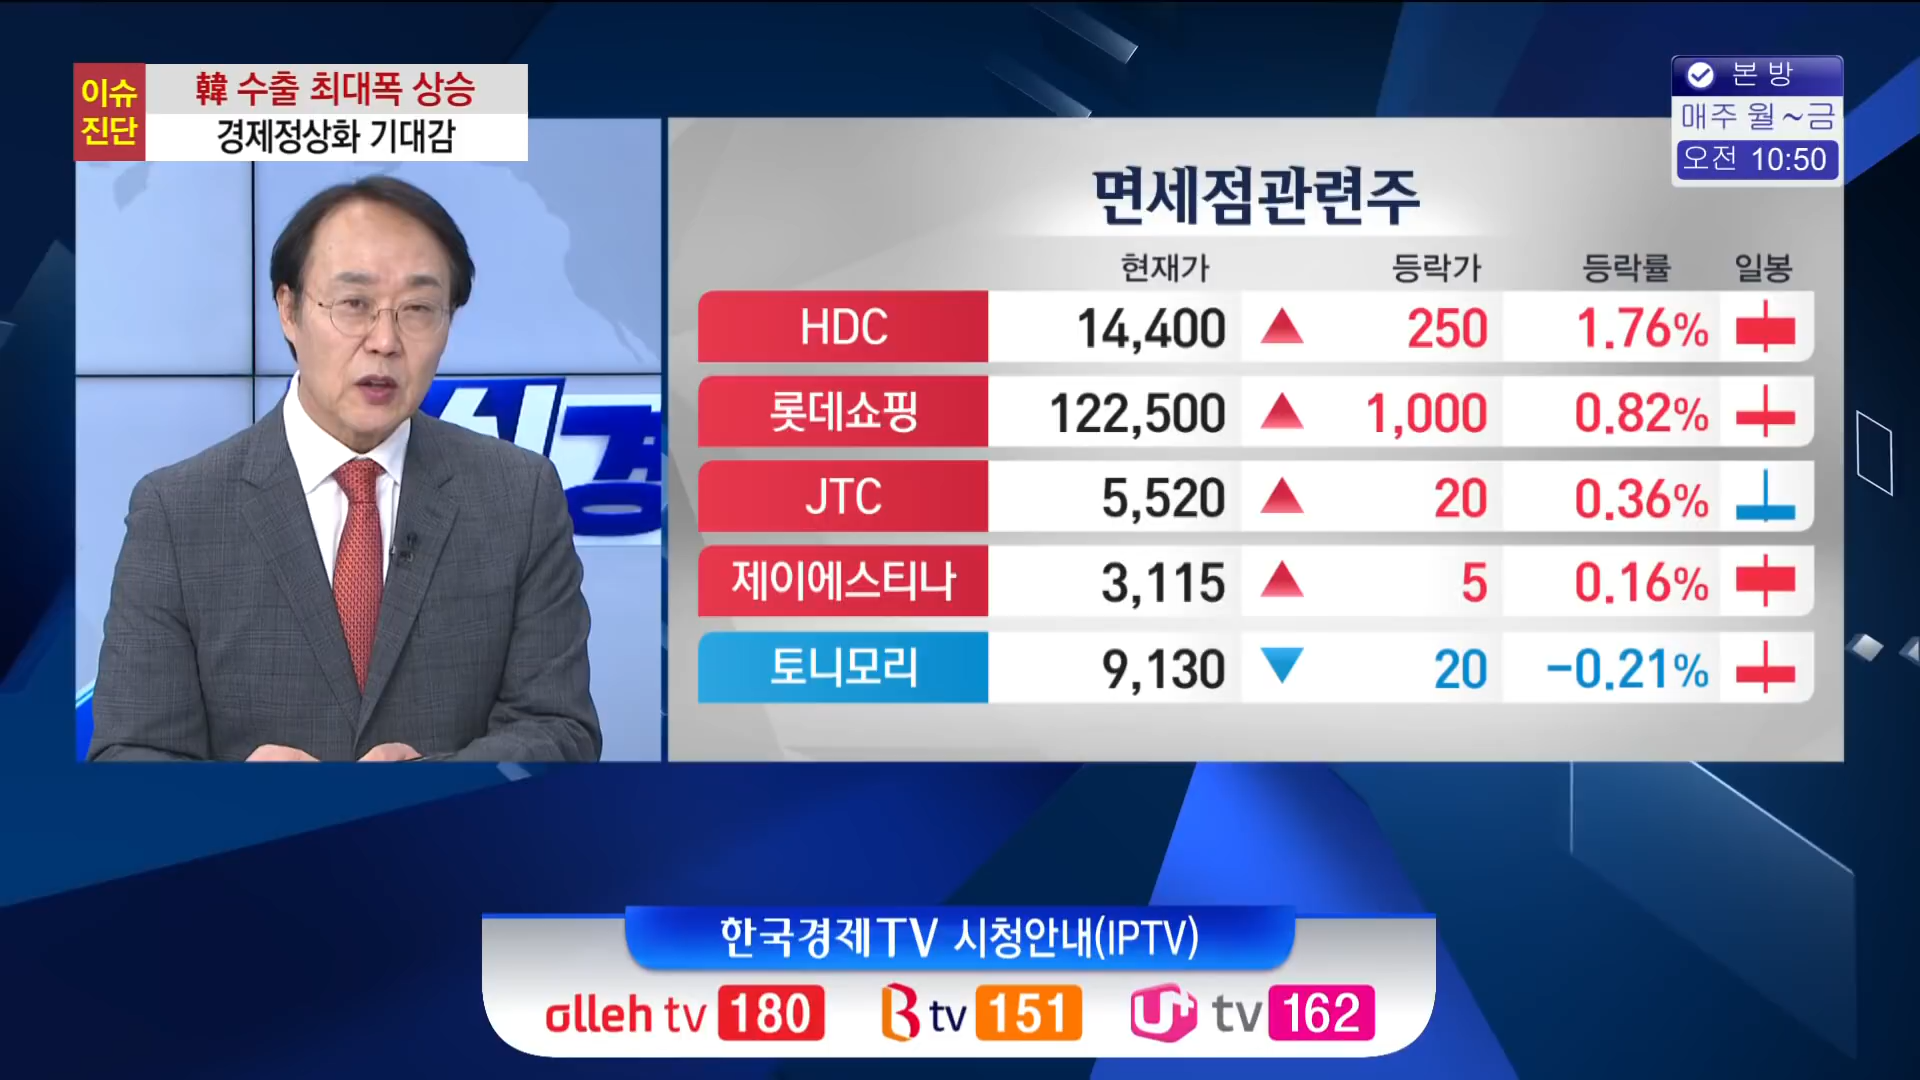 이슈
진단
韓 수출 최대폭 상승
경제정상화 기대감
본 방
매주 월~금
오전 10:50
면세점관련주
현재가 등락가 등락률 일봉
HDC 14,400 ▲ 250 1.76%
롯데쇼핑 122,500 ▲ 1,000 0.82%
JTC 5,520 ▲ 20 0.36%
제이에스티나 3,115 ▲ 5 0.16%
토니모리 9,130 ▼ 20 -0.21%
한국경제TV 시청안내(IPTV)
olleh tv 180 B tv 151 U+ tv 162